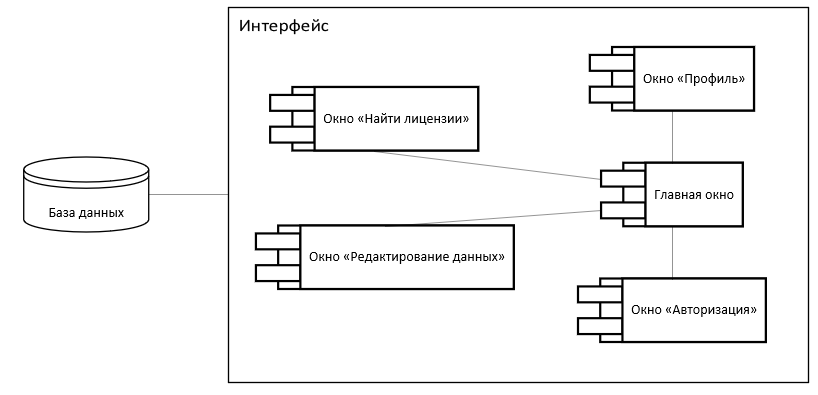 Интерфейс
Окно «Профиль»
Окно «Найти лицензии»
Главная окно
База данных
Окно «Редактирование данных»
Окно «Авторизация»